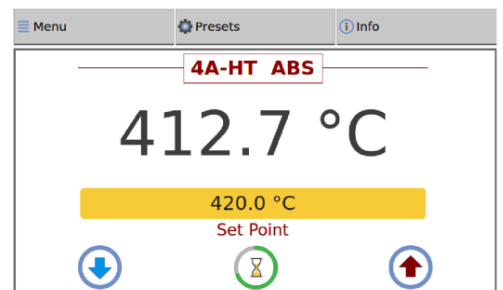 Menu
Presets
Info
4A-HT ABS
412.7 °C
420.0 °C
Set Point